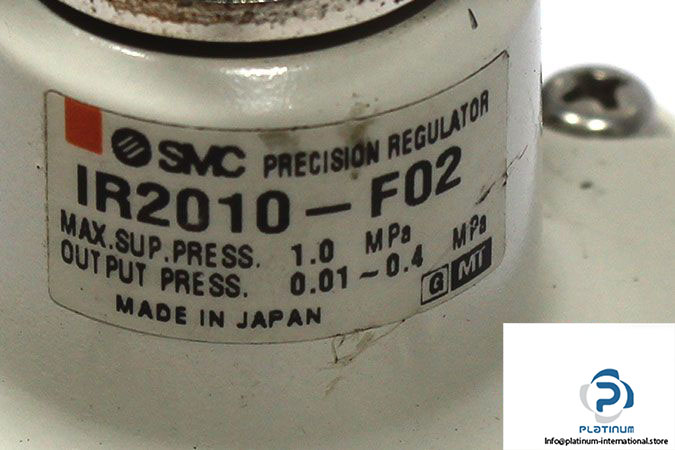 SMC PRECISION REGULATOR
IR2010-F02
MAX.SUP.PRESS. 1.0 MPa
OUTPUT PRESS. 0.01~0.4 MPa
G MT
MADE IN JAPAN
PLATINUM
Info@platinum-international.store